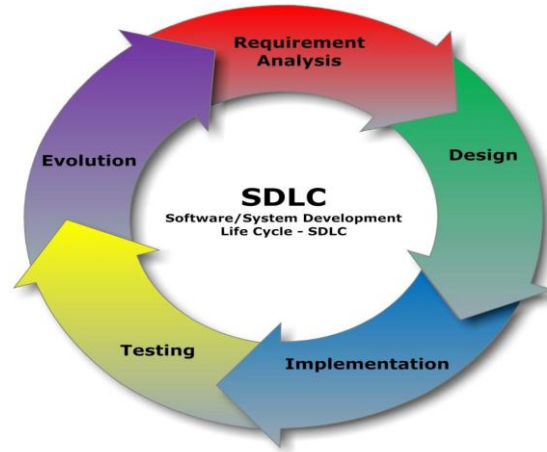 Requirement
Analysis
Design
Implementation
Testing
Evolution
SDLC
Software/System Development
Life Cycle - SDLC